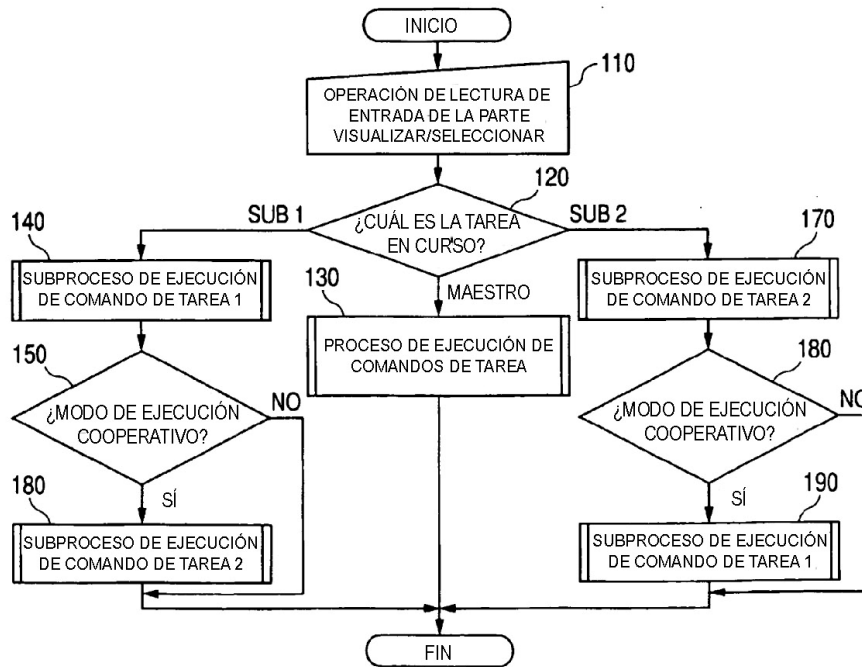 INICIO
110
OPERACIÓN DE LECTURA DE
ENTRADA DE LA PARTE
VISUALIZAR/SELECCIONAR
120
SUB 1
¿CUÁL ES LA TAREA
EN CURSO?
SUB 2
140
SUBPROCESO DE EJECUCIÓN
DE COMANDO DE TAREA 1
MAESTRO
130
PROCESO DE EJECUCIÓN DE
COMANDOS DE TAREA
170
SUBPROCESO DE EJECUCIÓN
DE COMANDO DE TAREA 2
150
¿MODO DE EJECUCIÓN
COOPERATIVO?
NO
SÍ
180
SUBPROCESO DE EJECUCIÓN
DE COMANDO DE TAREA 2
180
¿MODO DE EJECUCIÓN
COOPERATIVO?
NO
SÍ
190
SUBPROCESO DE EJECUCIÓN
DE COMANDO DE TAREA 1
FIN